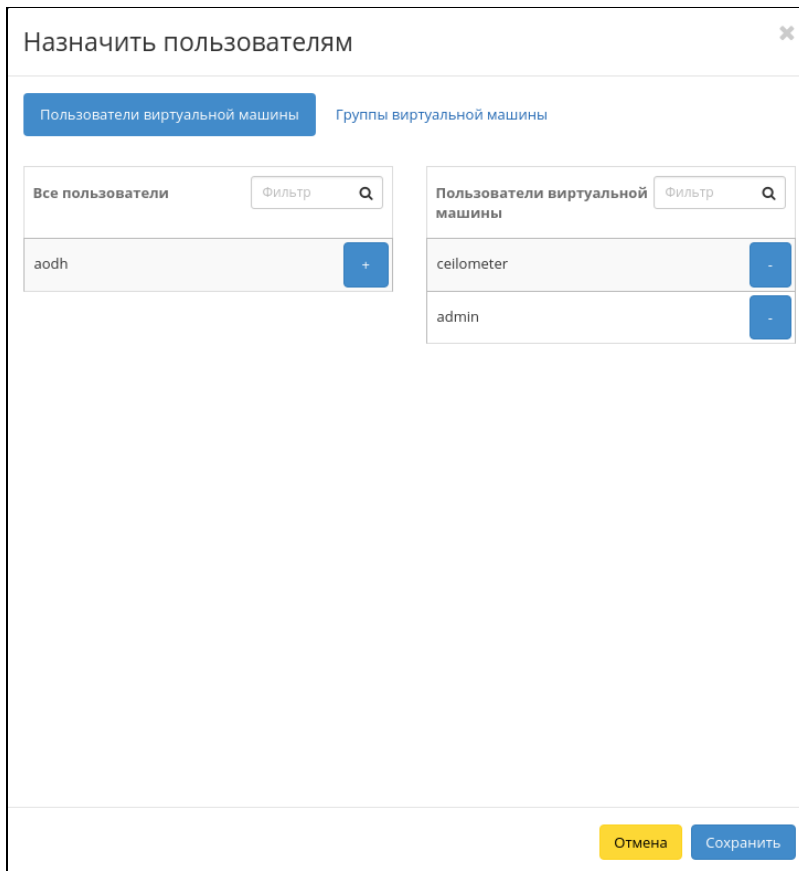 Назначить пользователям
×
Пользователи виртуальной машины
Группы виртуальной машины
Все пользователи
Фильтр
aodh
+
Пользователи виртуальной
машины
Фильтр
ceilometer
-
admin
-
Отмена
Сохранить